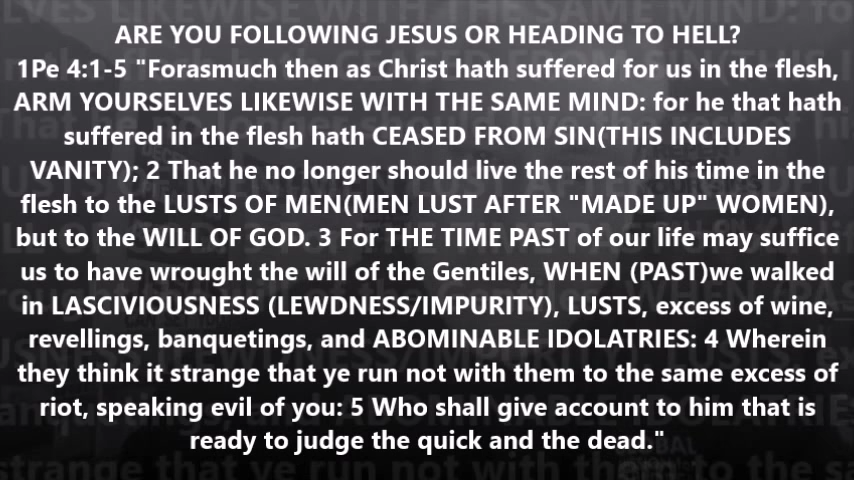 ARE YOU FOLLOWING JESUS OR HEADING TO HELL?
1Pe 4:1-5 "Forasmuch then as Christ hath suffered for us in the flesh,
ARM YOURSELVES LIKEWISE WITH THE SAME MIND: for he that hath
suffered in the flesh hath CEASED FROM SIN(THIS INCLUDES
VANITY); 2 That he no longer should live the rest of his time in the
flesh to the LUSTS OF MEN(MEN LUST AFTER "MADE UP" WOMEN),
but to the WILL OF GOD. 3 For THE TIME PAST of our life may suffice
us to have wrought the will of the Gentiles, WHEN (PAST)we walked
in LASCIVIOUSNESS (LEWDNESS/IMPURITY), LUSTS, excess of wine,
revellings, banquetings, and ABOMINABLE IDOLATRIES: 4 Wherein
they think it strange that ye run not with them to the same excess of
riot, speaking evil of you: 5 Who shall give account to him that is
ready to judge the quick and the dead."